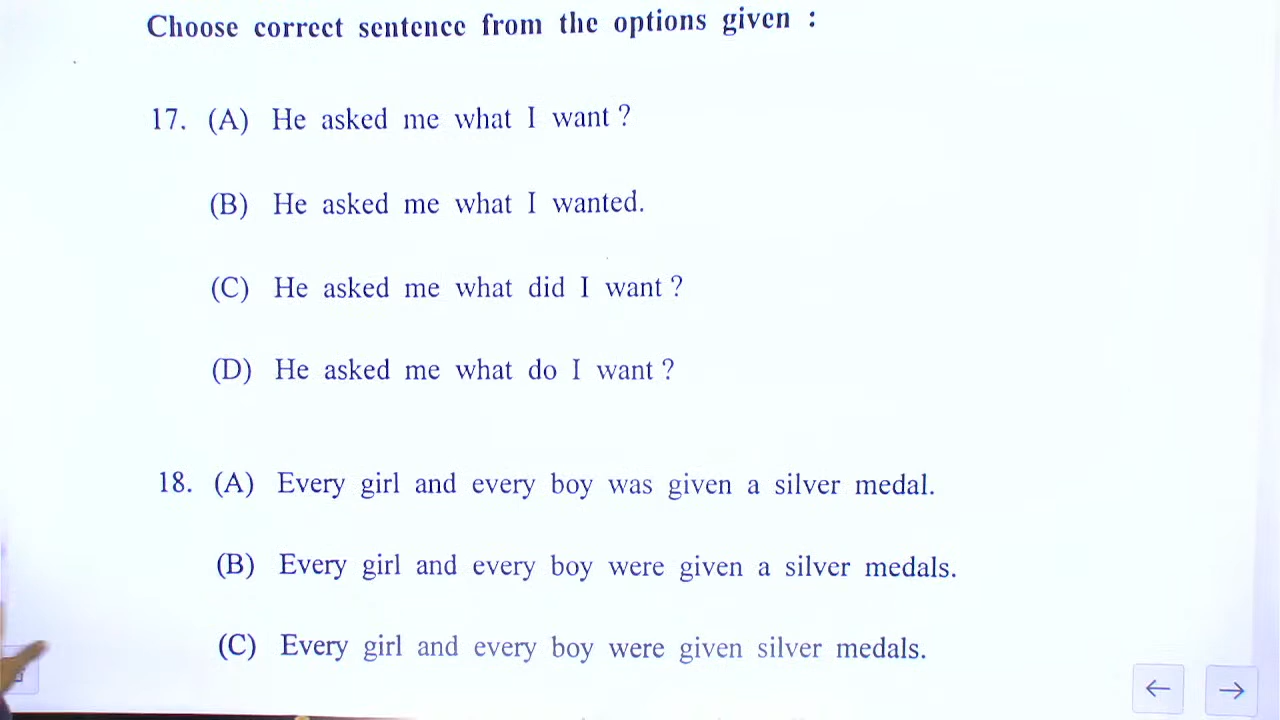 Choose correct sentence from the options given :
17. (A) He asked me what I want ?
(B) He asked me what I wanted.
(C) He asked me what did I want ?
(D) He asked me what do I want ?
18. (A) Every girl and every boy was given a silver medal.
(B) Every girl and every boy were given a silver medals.
(C) Every girl and every boy were given silver medals.